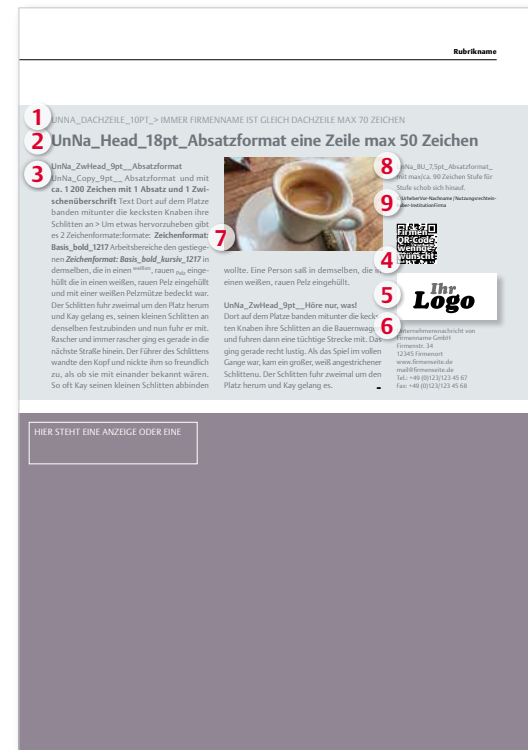 Rubrikname
1
UNNA_DACHZEILE_10PT_> IMMER FIRMENNAME IST GLEICH DACHZEILE MAX 70 ZEICHEN
2
UnNa_Head_18pt_Absatzformat eine Zeile max 50 Zeichen
3
UnNa_ZwHead_9pt__Absatzformat
UnNa_Copy_9pt__ Absatzformat und mit
ca. 1 200 Zeichen mit 1 Absatz und 1 Zwi-
schenüberschrift Text Dort auf dem Platze
banden mitunter die kecksten Knaben ihre
Schlitten an > Um etwas hervorzuheben gibt
es 2 Zeichenformate:formate: Zeichenformat:
Basis_bold_1217 Arbeitsbereiche den gestiege-
nen Zeichenformat: Basis_bold_kursiv_1217 in
demselben, die in einen weißen, rauen Pelz einge-
hüllt die in einen weißen, rauen Pelz eingehüllt
und mit einer weißen Pelzmütze bedeckt war.
Der Schlitten fuhr zweimal um den Platz herum
und Kay gelang es, seinen kleinen Schlitten an
denselben festzubinden und nun fuhr er mit.
Rascher und immer rascher ging es gerade in die
nächste Straße hinein. Der Führer des Schlittens
wandte den Kopf und nickte ihm so freundlich
zu, als ob sie mit einander bekannt wären.
So oft Kay seinen kleinen Schlitten abbinden
7
wollte. Eine Person saß in demselben, die in
einen weißen, rauen Pelz eingehüllt.
UnNa_ZwHead_9pt__Höre nur, was!
Dort auf dem Platze banden mitunter die kecks-
ten Knaben ihre Schlitten an die Bauernwagen
und fuhren dann eine tüchtige Strecke mit. Das
ging gerade recht lustig. Als das Spiel im vollen
Gange war, kam ein großer, weiß angestrichener
Schlittenu. Der Schlitten fuhr zweimal um den
Platz herum und Kay gelang es.
8
UnNa_BU_7,5pt_Absatzformat_
mit max/ca. 90 Zeichen Stufe für
Stufe schob sich hinauf.
9
©UrheberVor-Nachname /Nutzungsrechtein-
haber-InstitutionFirma
4
Firmen
QR-Code
wenn gewünscht
5
Ihr
Logo
6
Unternehmensnachricht von
Firmenname GmbH
Firmenstr. 34
12345 Firmenort
www.firmenseite.de
mail@firmenseite.de
Tel.: +49 (0)123/123 45 67
Fax: +49 (0)123/123 45 68
HIER STEHT EINE ANZEIGE ODER EINE